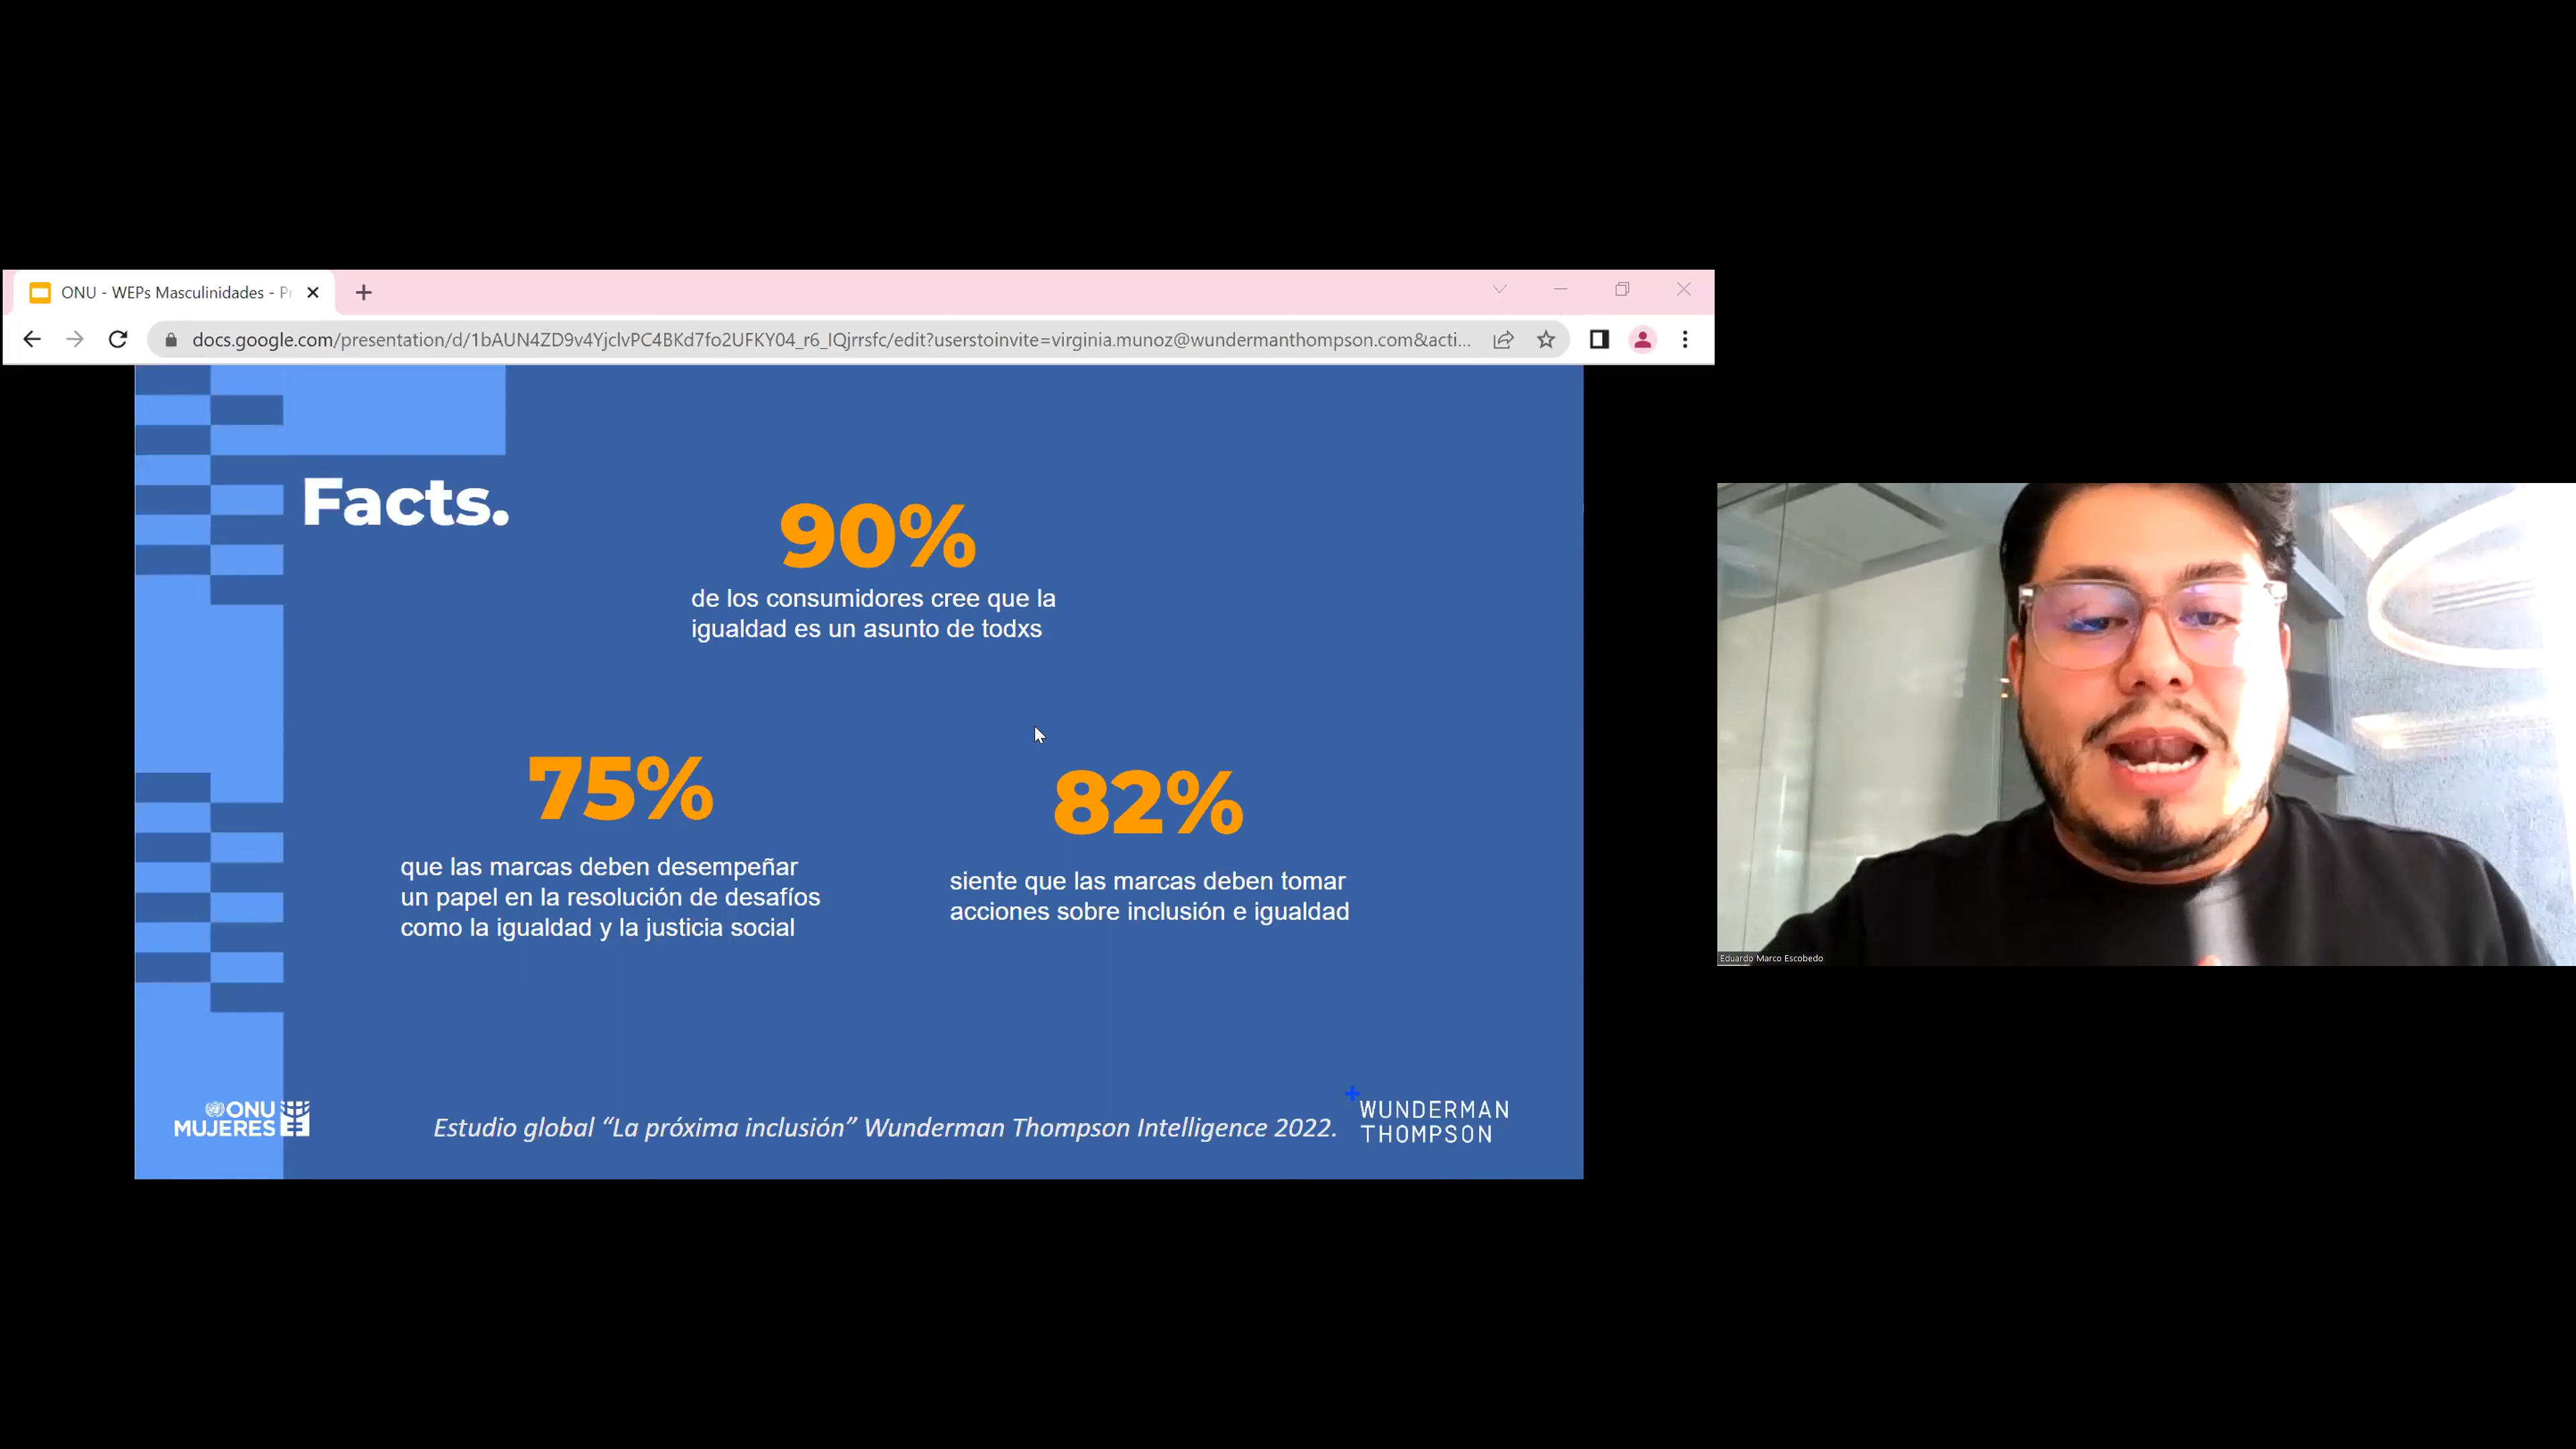 ONU - WEPs Masculinidades - Pr
docs.google.com/presentation/d/1bAUN4ZD9v4YjclvPC4BKd7fo2UFKY04_r6_IQjrrsfc/edit?userstoinvite=virginia.munoz@wundermanthompson.com&acti...
Facts.
90%
de los consumidores cree que la
igualdad es un asunto de todxs
75%
que las marcas deben desempeñar
un papel en la resolución de desafíos
como la igualdad y la justicia social
82%
siente que las marcas deben tomar
acciones sobre inclusión e igualdad
Eduardo Marco Escobedo
ONU
MUJERES
Estudio global “La próxima inclusión” Wunderman Thompson Intelligence 2022.
WUNDERMAN
THOMPSON